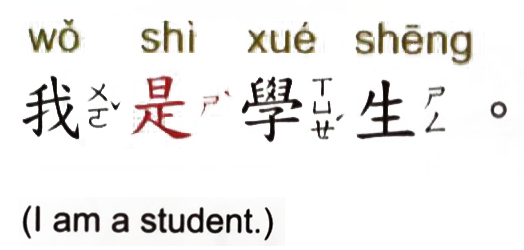 wǒ shì xué shēng
我ㄨㄛˇ是ㄕˋ學ㄒㄩㄝˊ生ㄕㄥ。
(I am a student.)